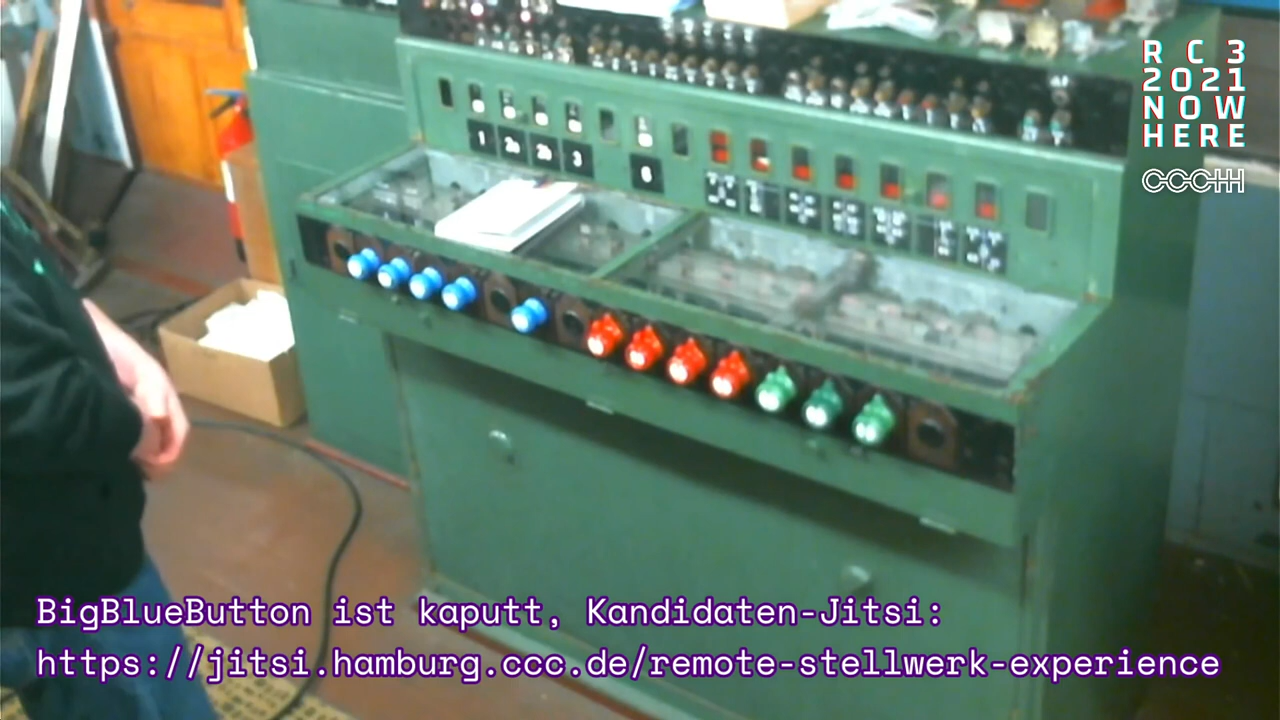 R C 3
2021
NOW
HERE
CCCHH
1 2a 2b 3 6
BigBlueButton ist kaputt, Kandidaten-Jitsi:
https://jitsi.hamburg.ccc.de/remote-stellwerk-experience